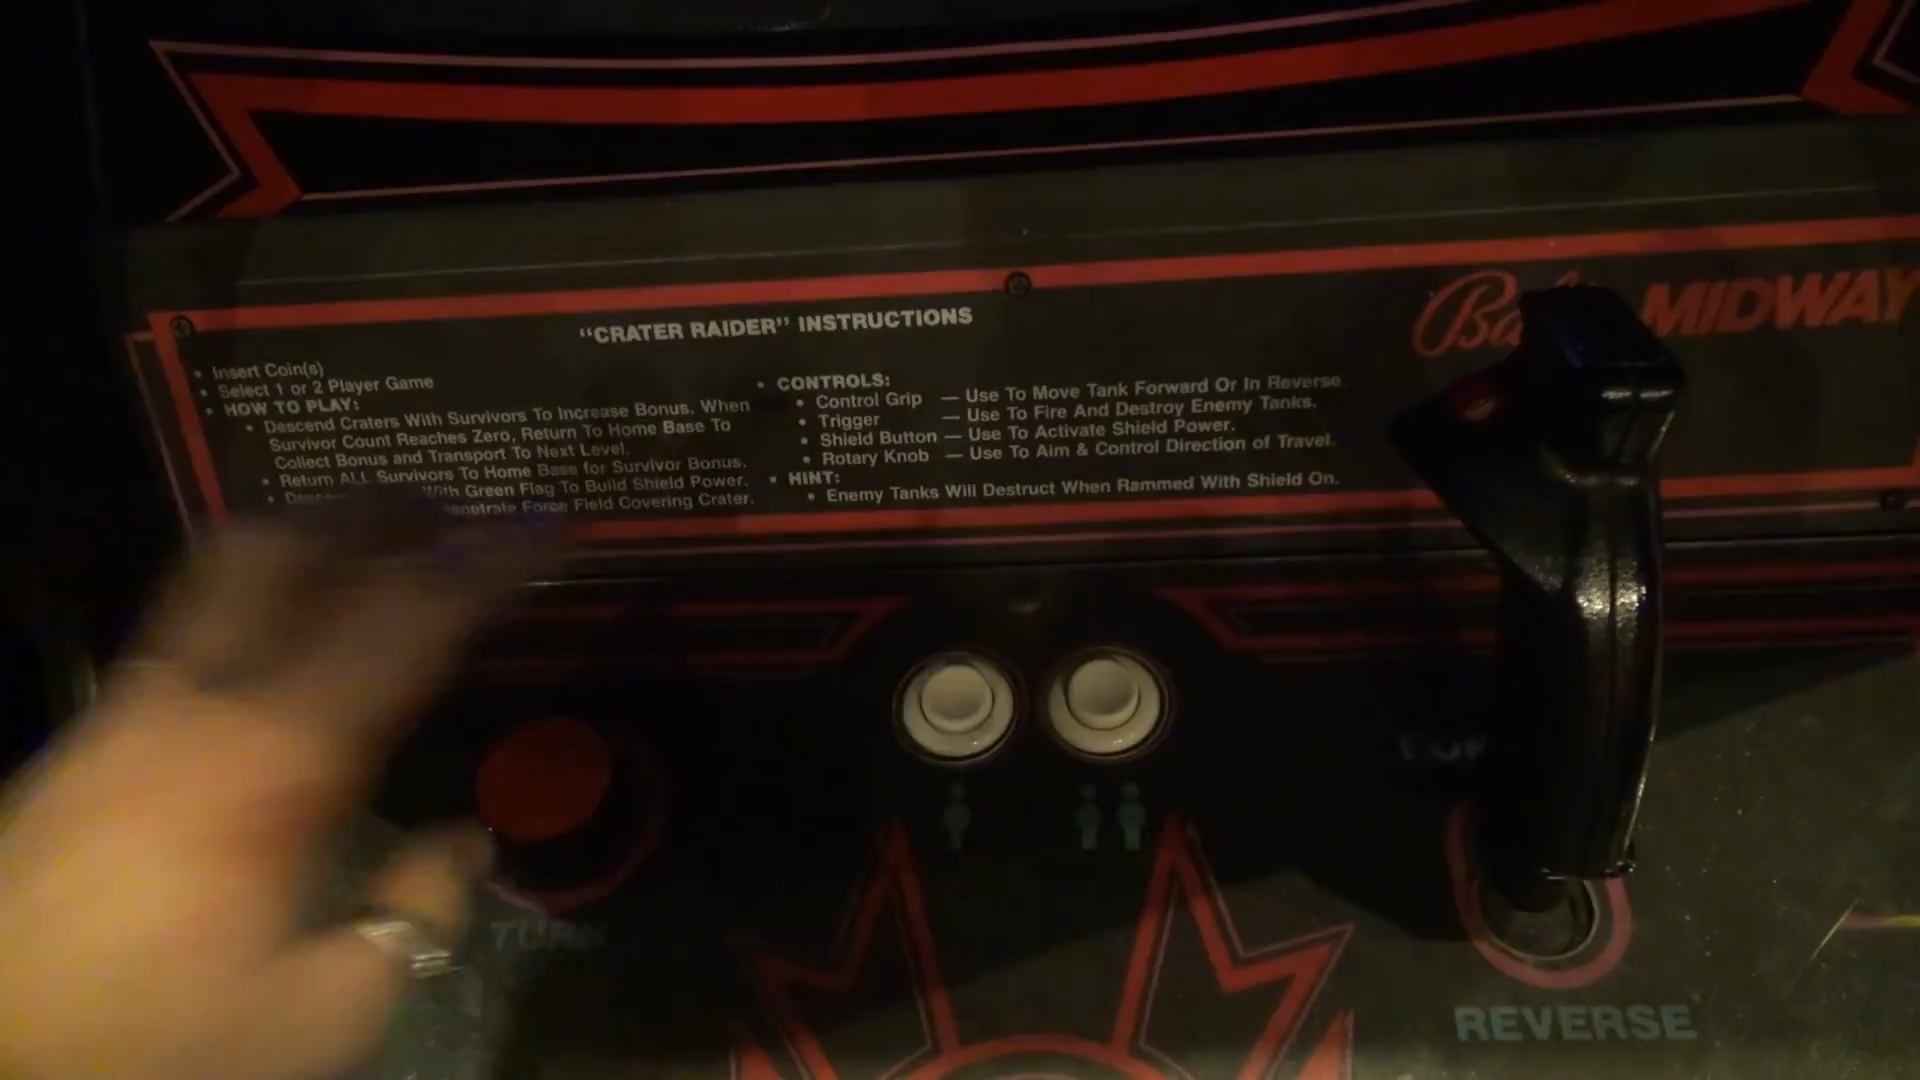 "CRATER RAIDER" INSTRUCTIONS
• Insert Coin(s)
• Select 1 or 2 Player Game
• HOW TO PLAY:
• Descend Craters With Survivors To Increase Bonus. When
Survivor Count Reaches Zero, Return To Home Base To
Collect Bonus and Transport To Next Level.
• Return ALL Survivors To Home Base for Survivor Bonus.
• With Green Flag To Build Shield Power.
Force Field Covering Crater.
• CONTROLS:
• Control Grip — Use To Move Tank Forward Or In Reverse.
• Trigger — Use To Fire And Destroy Enemy Tanks.
• Shield Button — Use To Activate Shield Power.
• Rotary Knob — Use To Aim & Control Direction of Travel.
• HINT:
• Enemy Tanks Will Destruct When Rammed With Shield On.
MIDWAY
TURN
REVERSE